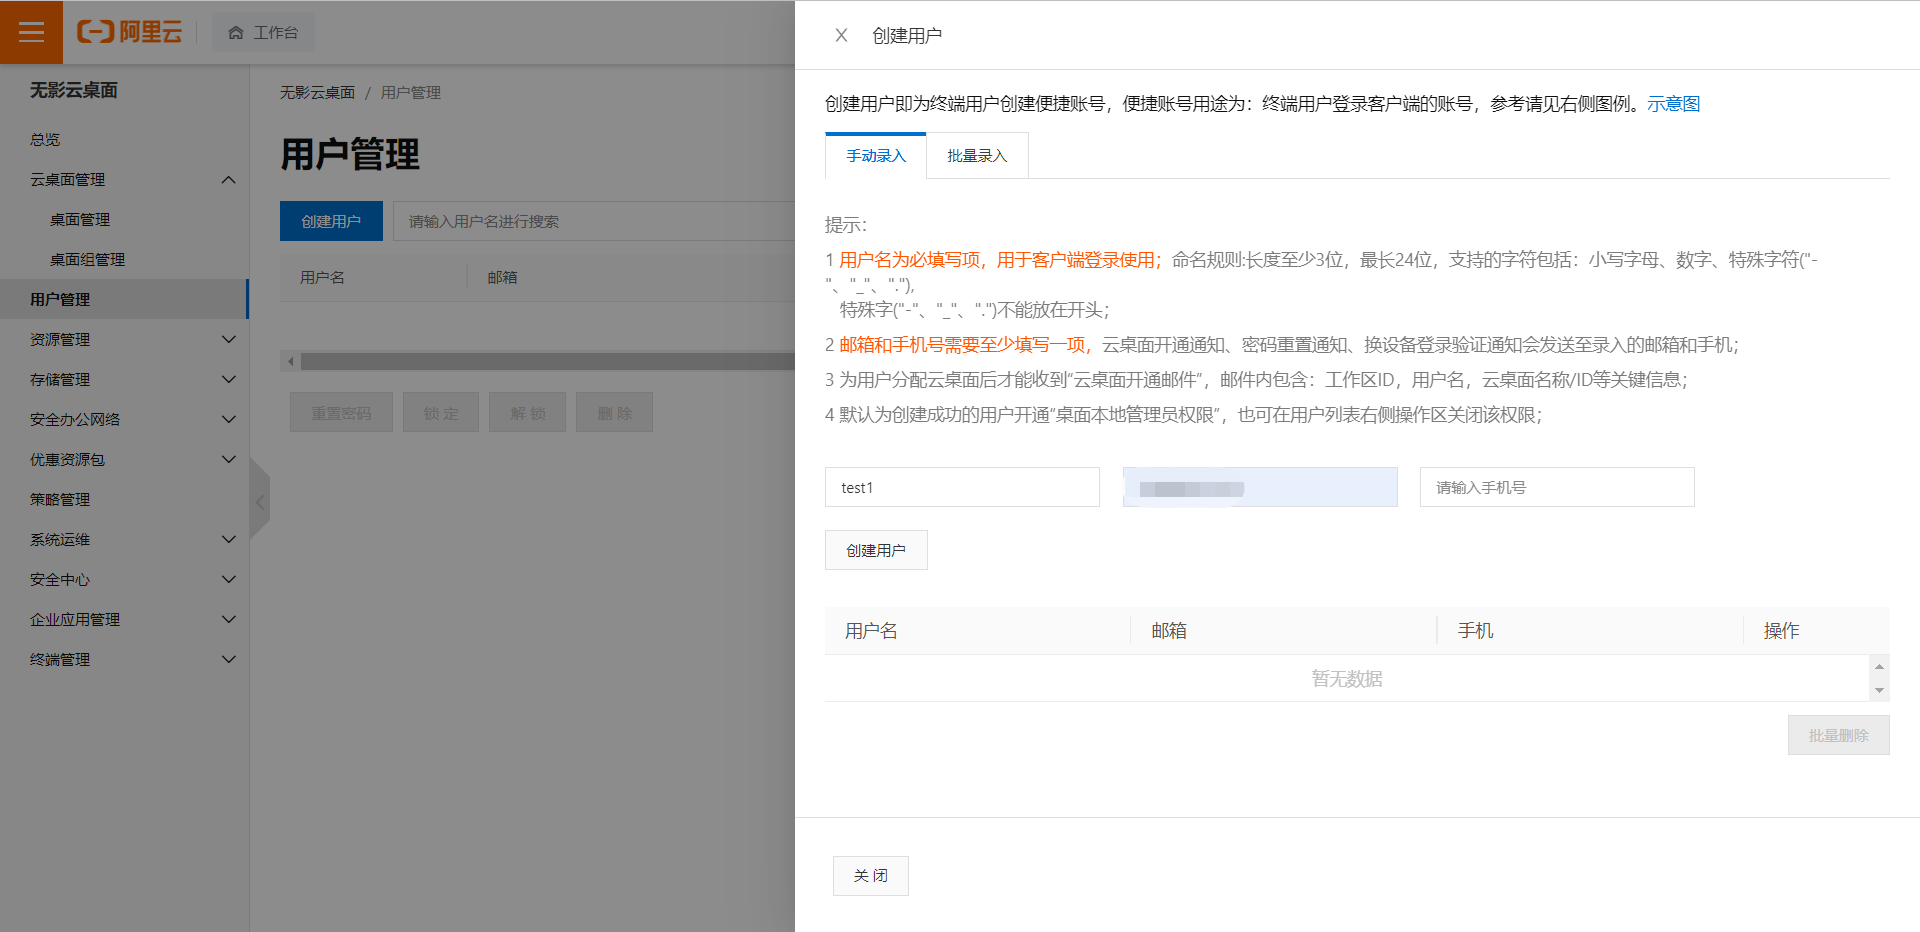 阿里云
工作台
无影云桌面
总览
云桌面管理
桌面管理
桌面组管理
用户管理
资源管理
存储管理
安全办公网络
优惠资源包
策略管理
系统运维
安全中心
企业应用管理
终端管理
无影云桌面 / 用户管理
用户管理
创建用户 请输入用户名进行搜索
用户名 邮箱
重置密码 锁 定 解 锁 删 除
X 创建用户
创建用户即为终端用户创建便捷账号，便捷账号用途为：终端用户登录客户端的账号，参考请见右侧图例。示意图
手动录入 批量录入
提示：
1 用户名为必填写项，用于客户端登录使用；命名规则:长度至少3位，最长24位，支持的字符包括：小写字母、数字、特殊字符("-
"、"_"、"."),
特殊字("-"、"_"、".")不能放在开头；
2 邮箱和手机号需要至少填写一项，云桌面开通通知、密码重置通知、换设备登录验证通知会发送至录入的邮箱和手机；
3 为用户分配云桌面后才能收到“云桌面开通邮件”，邮件内包含：工作区ID，用户名，云桌面名称/ID等关键信息；
4 默认为创建成功的用户开通“桌面本地管理员权限”，也可在用户列表右侧操作区关闭该权限；
test1 请输入手机号
创建用户
用户名 邮箱 手机 操作
暂无数据
批量删除
关 闭